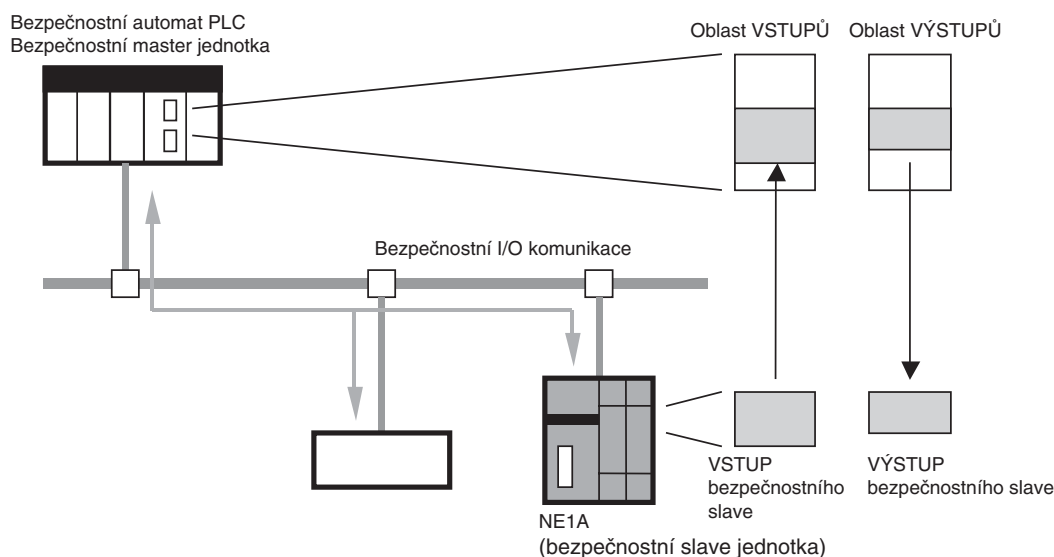 Bezpečnostní automat PLC
Bezpečnostní master jednotka
Oblast VSTUPŮ
Oblast VÝSTUPŮ
Bezpečnostní I/O komunikace
VSTUP
bezpečnostního
slave
VÝSTUP
bezpečnostního slave
NE1A
(bezpečnostní slave jednotka)